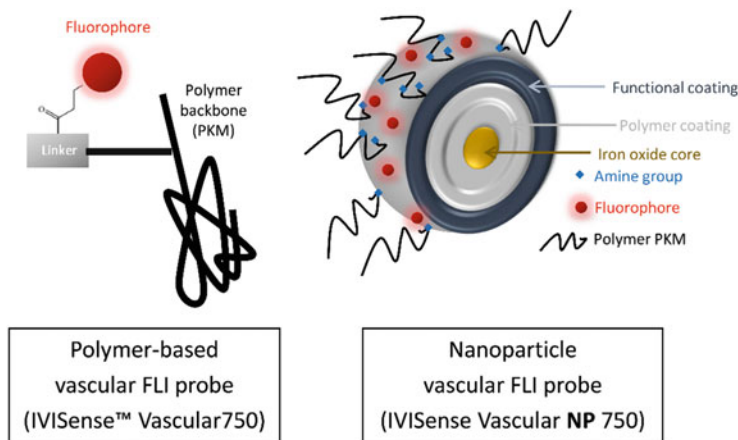 Fluorophore
Polymer
backbone
(PKM)
Linker
Functional coating
Polymer coating
Iron oxide core
Amine group
Fluorophore
Polymer PKM
Polymer-based
vascular FLI probe
(IVISense™ Vascular750)
Nanoparticle
vascular FLI probe
(IVISense Vascular NP 750)